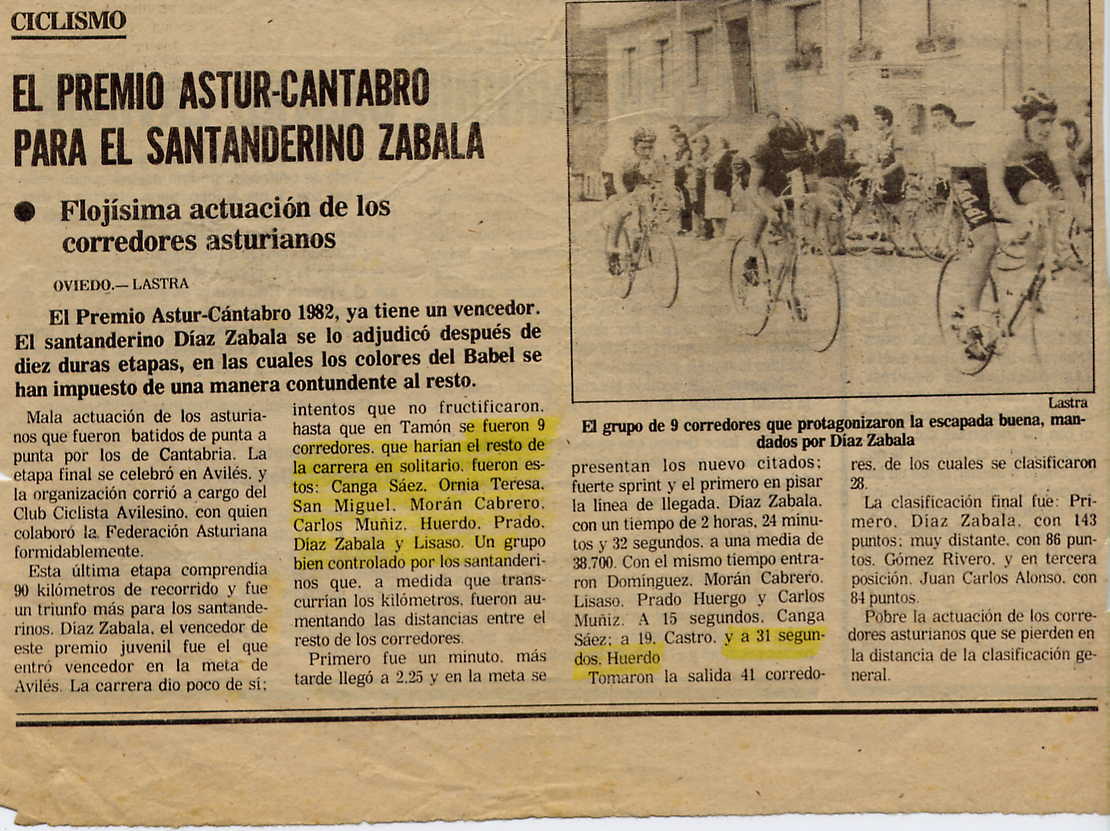 CICLISMO
EL PREMIO ASTUR-CANTABRO
PARA EL SANTANDERINO ZABALA
● Flojísima actuación de los
corredores asturianos
OVIEDO.— LASTRA
El Premio Astur-Cántabro 1982, ya tiene un vencedor.
El santanderino Díaz Zabala se lo adjudicó después de
diez duras etapas, en las cuales los colores del Babel se
han impuesto de una manera contundente al resto.
Mala actuación de los asturia-
nos que fueron batidos de punta a
punta por los de Cantabria. La
etapa final se celebró en Avilés, y
la organización corrió a cargo del
Club Ciclista Avilesino, con quien
colaboró la Federación Asturiana
formidablemente.
Esta última etapa comprendía
90 kilómetros de recorrido y fue
un triunfo más para los santande-
rinos. Díaz Zabala, el vencedor de
este premio juvenil fue el que
entró vencedor en la meta de
Avilés. La carrera dio poco de sí;
intentos que no fructificaron,
hasta que en Tamón se fueron 9
corredores, que harían el resto de
la carrera en solitario, fueron es-
tos: Canga Sáez, Ornia Teresa,
San Miguel, Morán Cabrero,
Carlos Muñiz, Huerdo, Prado,
Díaz Zabala y Lisaso. Un grupo
bien controlado por los santanderi-
nos que, a medida que trans-
currían los kilómetros, fueron au-
mentando las distancias entre el
resto de los corredores.
Primero fue un minuto, más
tarde llegó a 2,25 y en la meta se
Lastra
El grupo de 9 corredores que protagonizaron la escapada buena, man-
dados por Díaz Zabala
presentan los nuevo citados;
fuerte sprint y el primero en pisar
la línea de llegada, Díaz Zabala,
con un tiempo de 2 horas, 24 minu-
tos y 32 segundos, a una media de
38,700. Con el mismo tiempo entra-
ron Domínguez, Morán Cabrero,
Lisaso, Prado Huergo y Carlos
Muñiz. A 15 segundos, Canga
Sáez; a 19, Castro, y a 31 segun-
dos, Huerdo
Tomaron la salida 41 corredo-
res, de los cuales se clasificaron
28.
La clasificación final fue: Pri-
mero, Díaz Zabala, con 143
puntos; muy distante, con 86 pun-
tos, Gómez Rivero, y en tercera
posición, Juan Carlos Alonso, con
84 puntos.
Pobre la actuación de los corre-
dores asturianos que se pierden en
la distancia de la clasificación ge-
neral.